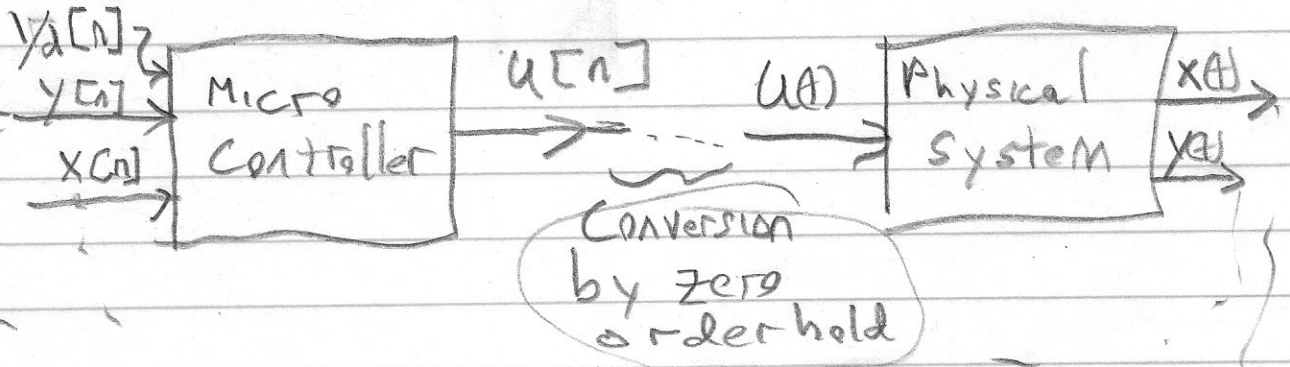 Yd[n]
y[n]
x[n]
Micro
Controller
u[n]
u(t)
Physical
System
x(t)
y(t)
Conversion
by zero
order hold